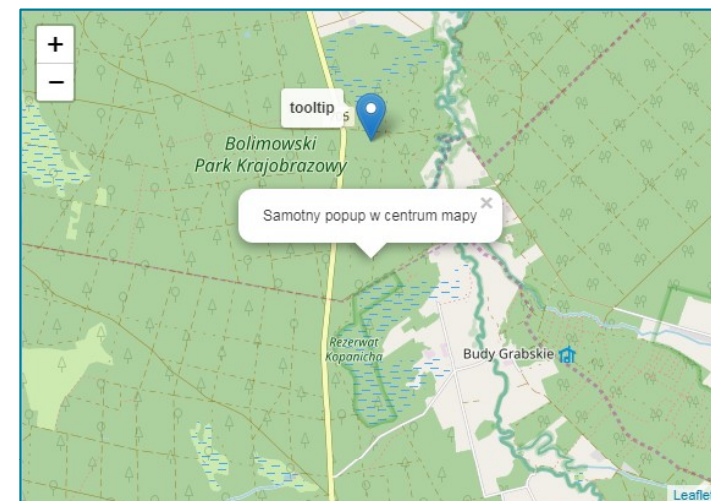 +
−
tooltip
Bolimowski
Park Krajobrazowy
Samotny popup w centrum mapy ×
Rezerwat
Kopanicha
Budy Grabskie
Leaflet